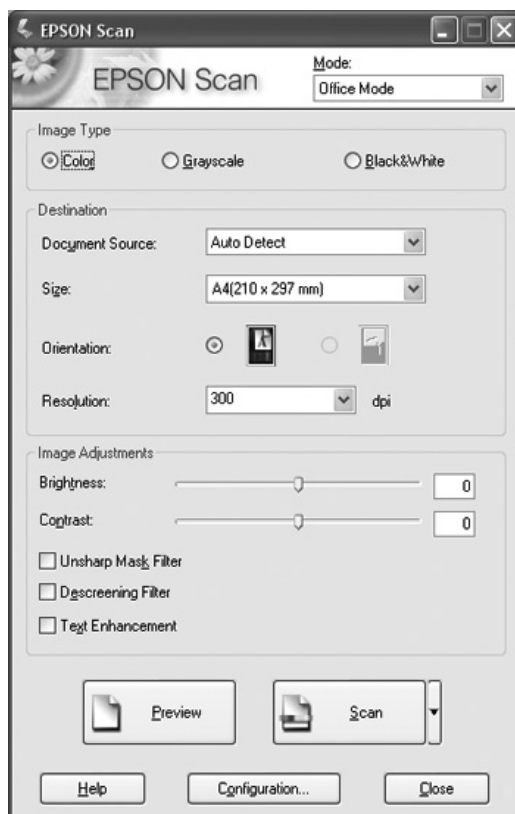 EPSON Scan
EPSON Scan
Mode:
Office Mode
Image Type
Color Grayscale Black&White
Destination
Document Source: Auto Detect
Size: A4(210 x 297 mm)
Orientation:
Resolution: 300 dpi
Image Adjustments
Brightness: 0
Contrast: 0
Unsharp Mask Filter
Descreening Filter
Text Enhancement
Preview Scan
Help Configuration... Close